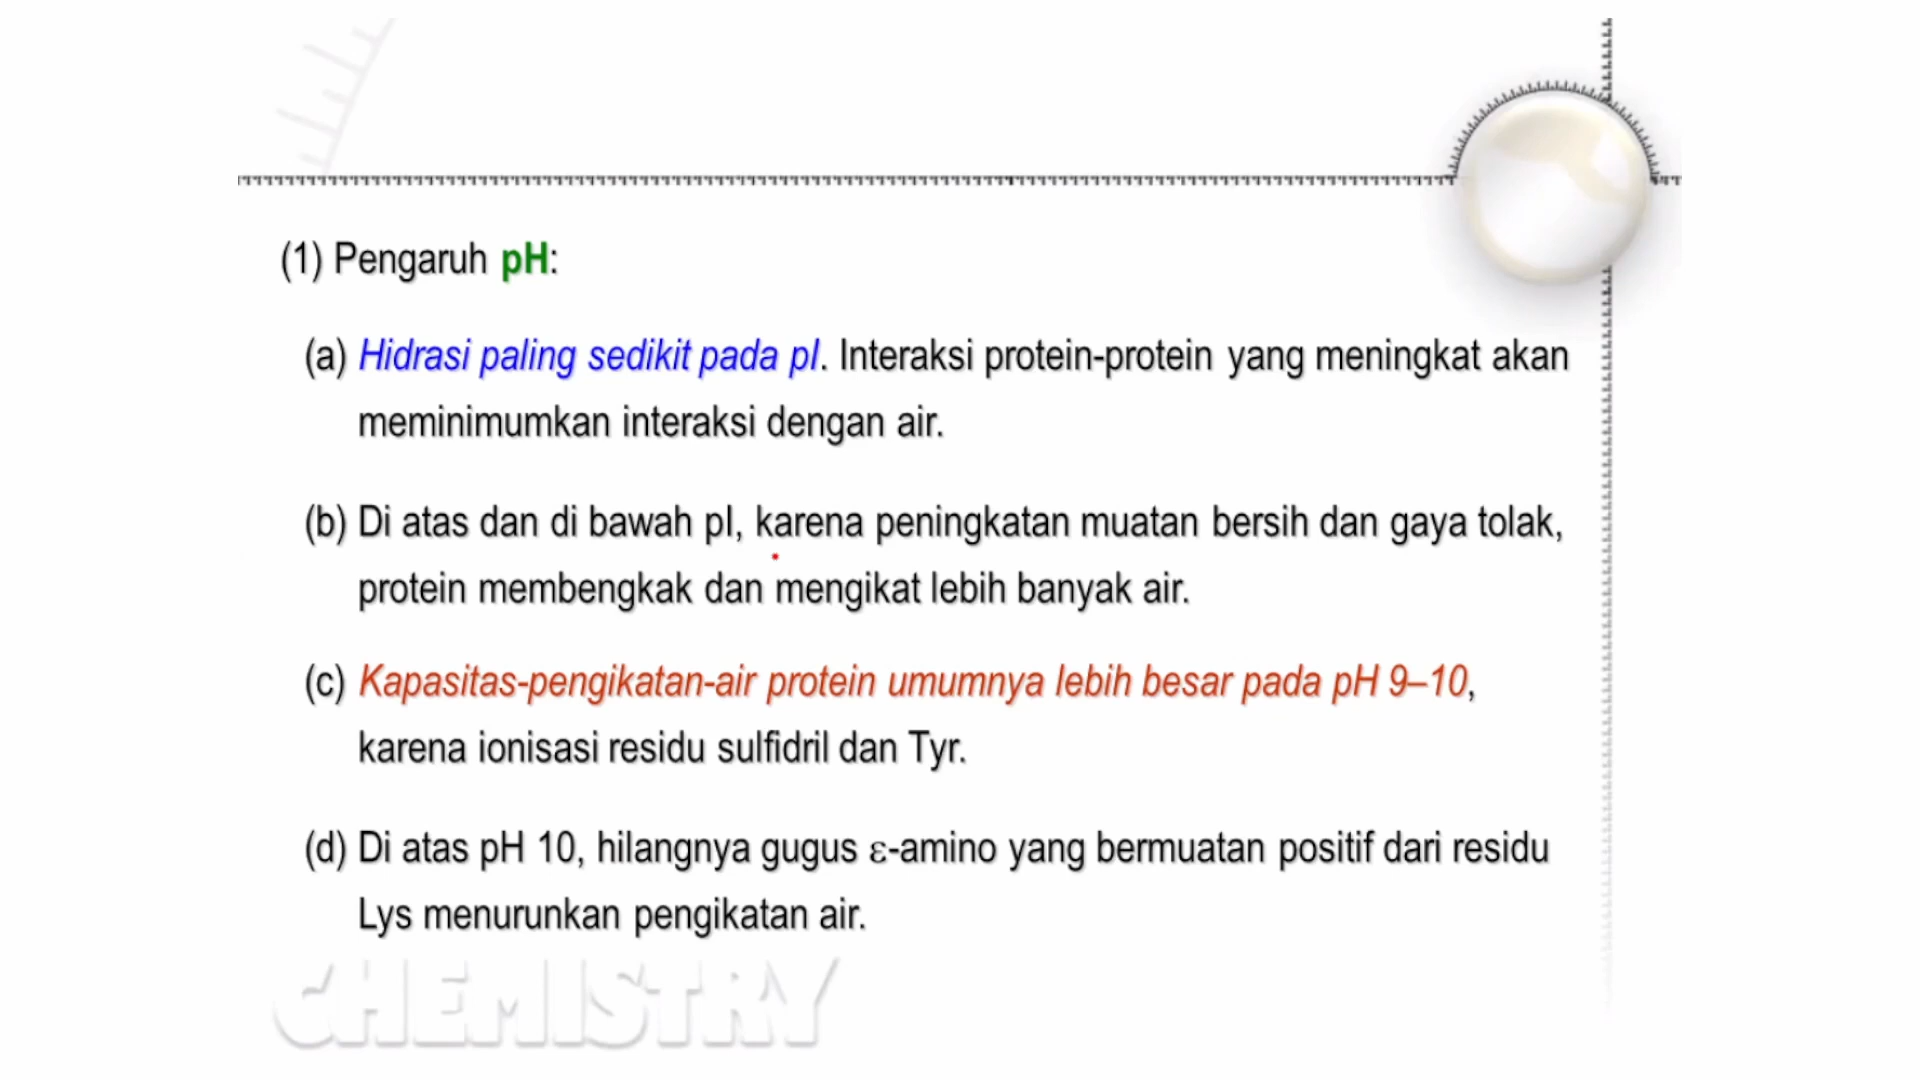 (1) Pengaruh pH:
(a) Hidrasi paling sedikit pada pI. Interaksi protein-protein yang meningkat akan
meminimumkan interaksi dengan air.
(b) Di atas dan di bawah pI, karena peningkatan muatan bersih dan gaya tolak,
protein membengkak dan mengikat lebih banyak air.
(c) Kapasitas-pengikatan-air protein umumnya lebih besar pada pH 9–10,
karena ionisasi residu sulfidril dan Tyr.
(d) Di atas pH 10, hilangnya gugus ε-amino yang bermuatan positif dari residu
Lys menurunkan pengikatan air.
CHEMISTRY